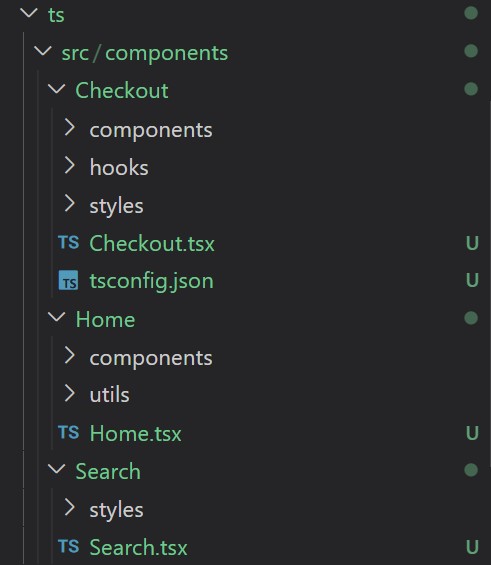 ts
src / components
Checkout
components
hooks
styles
TS Checkout.tsx U
TS tsconfig.json U
Home
components
utils
TS Home.tsx U
Search
styles
TS Search.tsx U